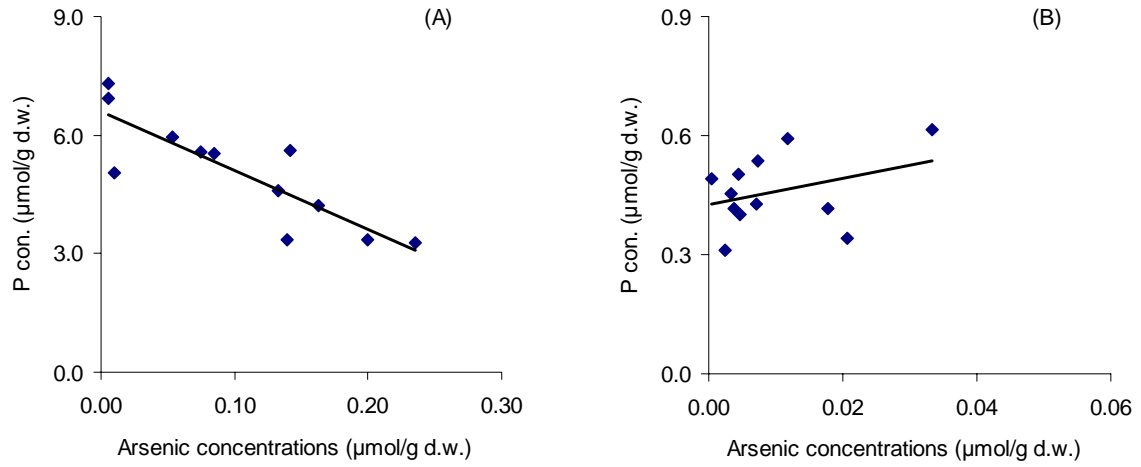 (A)
P con. (µmol/g d.w.)
9.0
6.0
3.0
0.0
0.00 0.10 0.20 0.30
Arsenic concentrations (µmol/g d.w.)
(B)
P con. (µmol/g d.w.)
0.9
0.6
0.3
0.0
0.00 0.02 0.04 0.06
Arsenic concentrations (µmol/g d.w.)